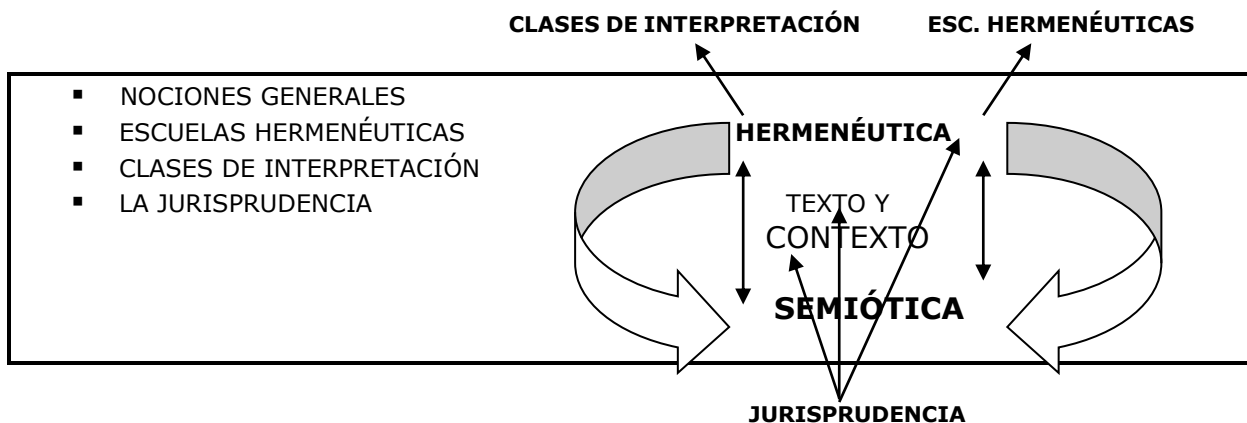 CLASES DE INTERPRETACIÓN ESC. HERMENÉUTICAS
▪ NOCIONES GENERALES
▪ ESCUELAS HERMENÉUTICAS
▪ CLASES DE INTERPRETACIÓN
▪ LA JURISPRUDENCIA
HERMENÉUTICA
TEXTO Y
CONTEXTO
SEMIÓTICA
JURISPRUDENCIA